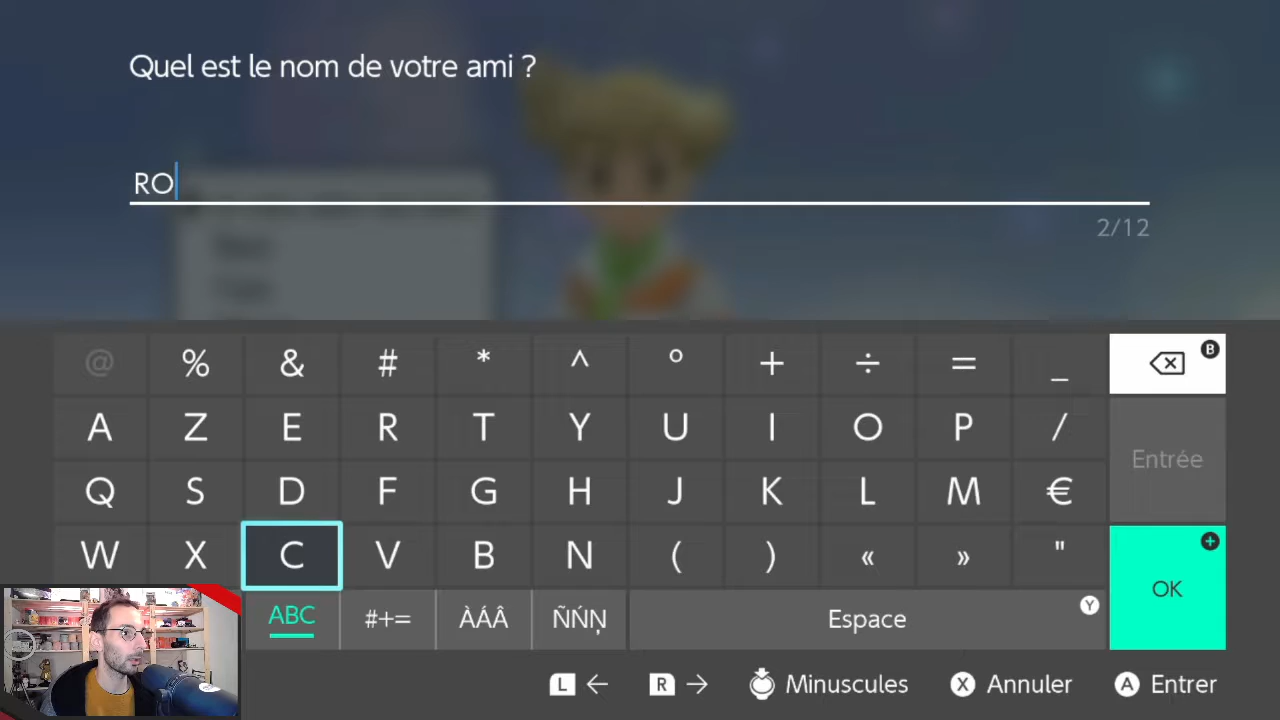 Quel est le nom de votre ami ?
RO
2/12
@ % & # * ^ ° + ÷ = _ B
A Z E R T Y U I O P / Entrée
Q S D F G H J K L M €
W X C V B N ( ) « » " + OK
ABC #+= ÀÁÂ ÑŃŅ Espace Y
L ← R → Minuscules X Annuler A Entrer